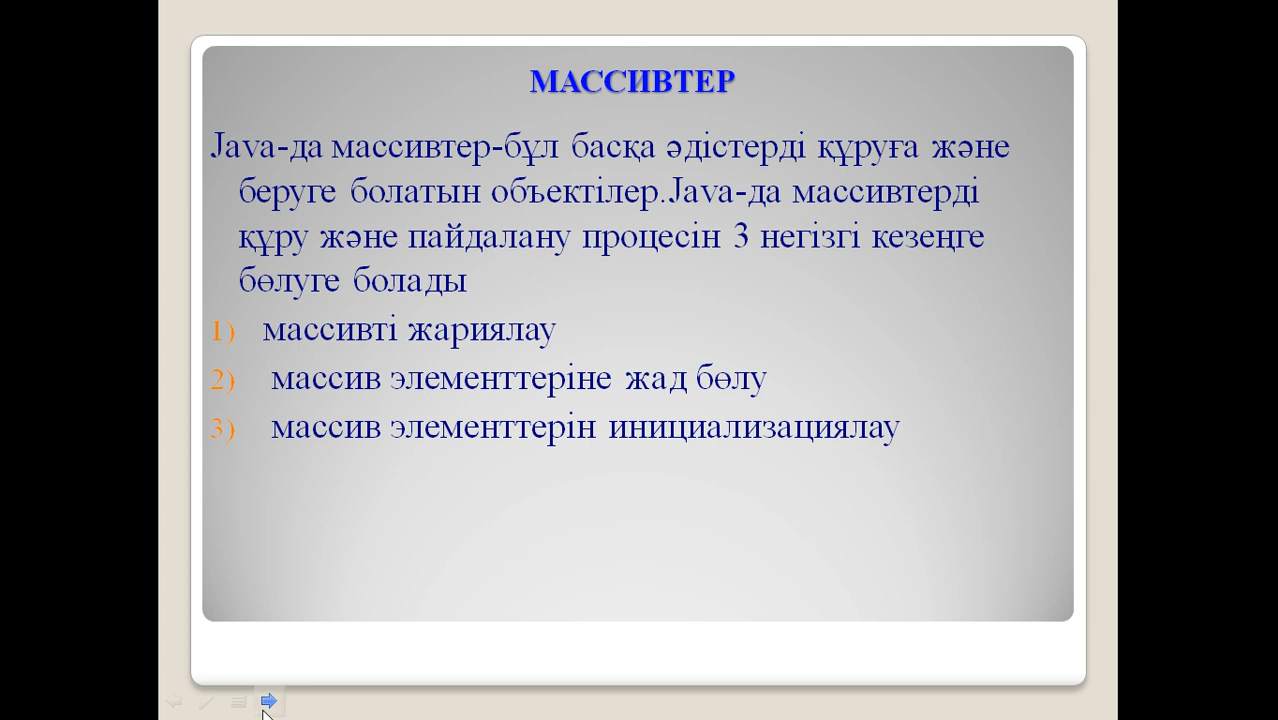 МАССИВТЕР
Java-да массивтер-бұл басқа әдістерді құруға және
беруге болатын объектілер.Java-да массивтерді
құру және пайдалану процесін 3 негізгі кезеңге
бөлуге болады
1) массивті жариялау
2) массив элементтеріне жад бөлу
3) массив элементтерін инициализациялау